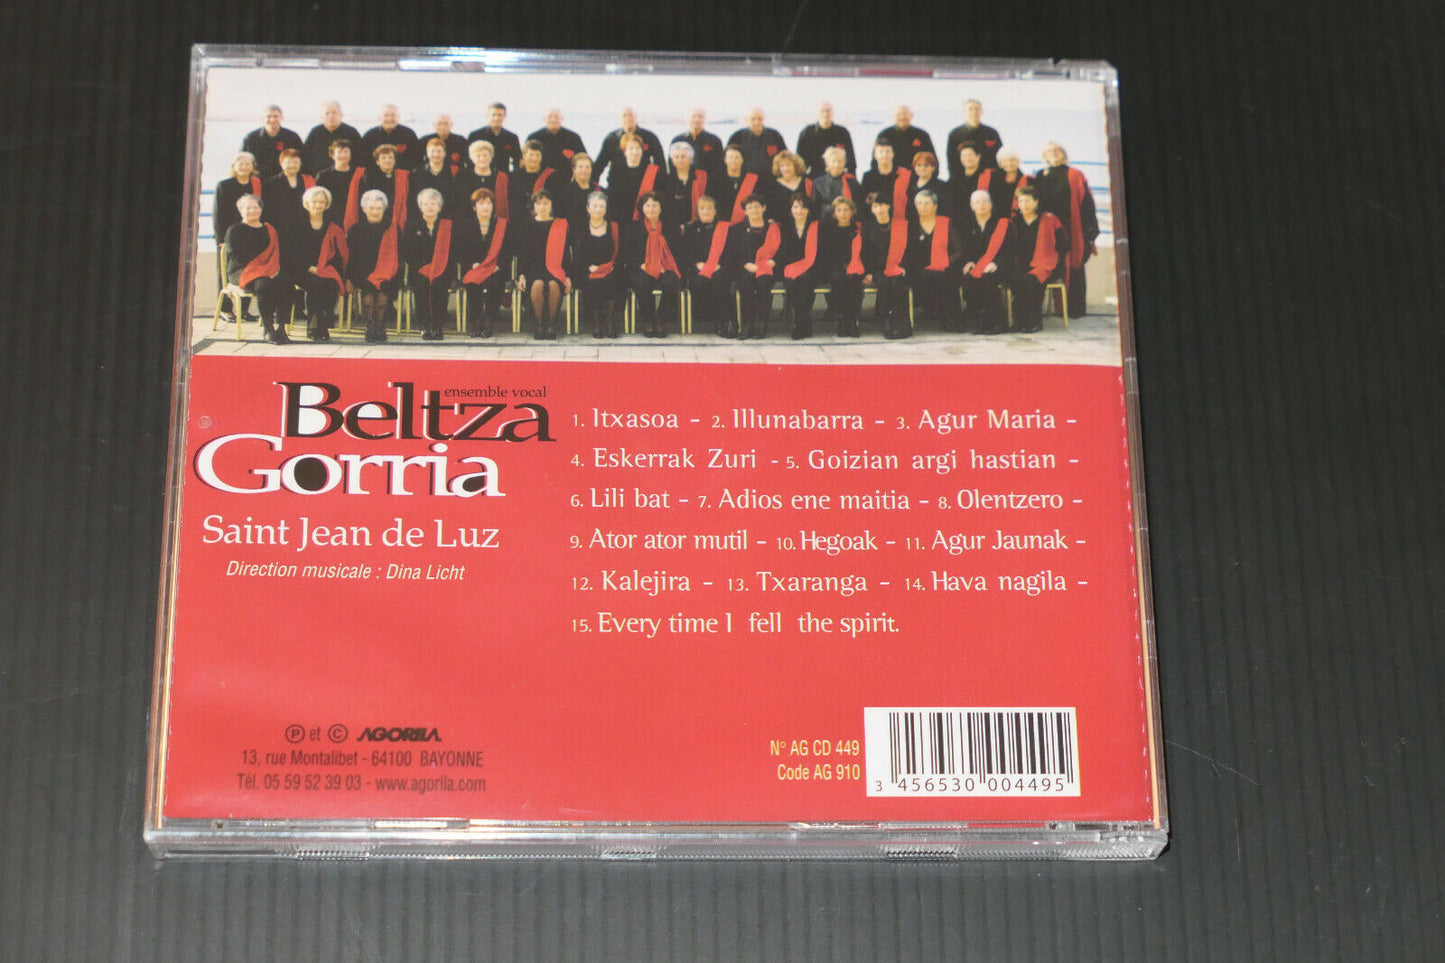 ensemble vocal
Beltza
Gorria
Saint Jean de Luz
Direction musicale : Dina Licht
1. Itxasoa - 2. Illunabarra - 3. Agur Maria -
4. Eskerrak Zuri - 5. Goizian argi hastian -
6. Lili bat - 7. Adios ene maitia - 8. Olentzero -
9. Ator ator mutil - 10. Hegoak - 11. Agur Jaunak -
12. Kalejira - 13. Txaranga - 14. Hava nagila -
15. Every time I fell the spirit.
℗ et © AGORILA
13, rue Montalibet - 64100 BAYONNE
Tél. 05 59 52 39 03 - www.agorila.com
N° AG CD 449
Code AG 910
3 456530 004495